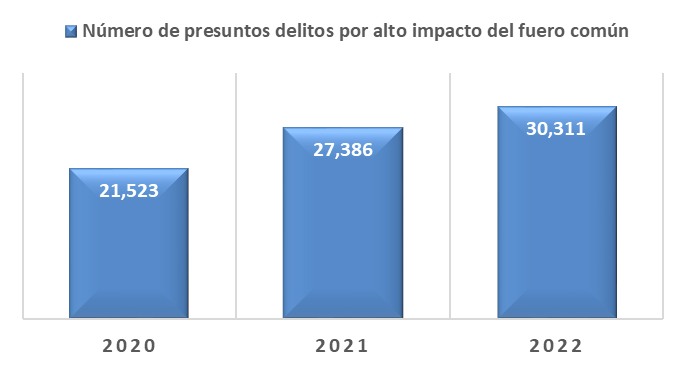 Número de presuntos delitos por alto impacto del fuero común
30,311
27,386
21,523
2020 2021 2022